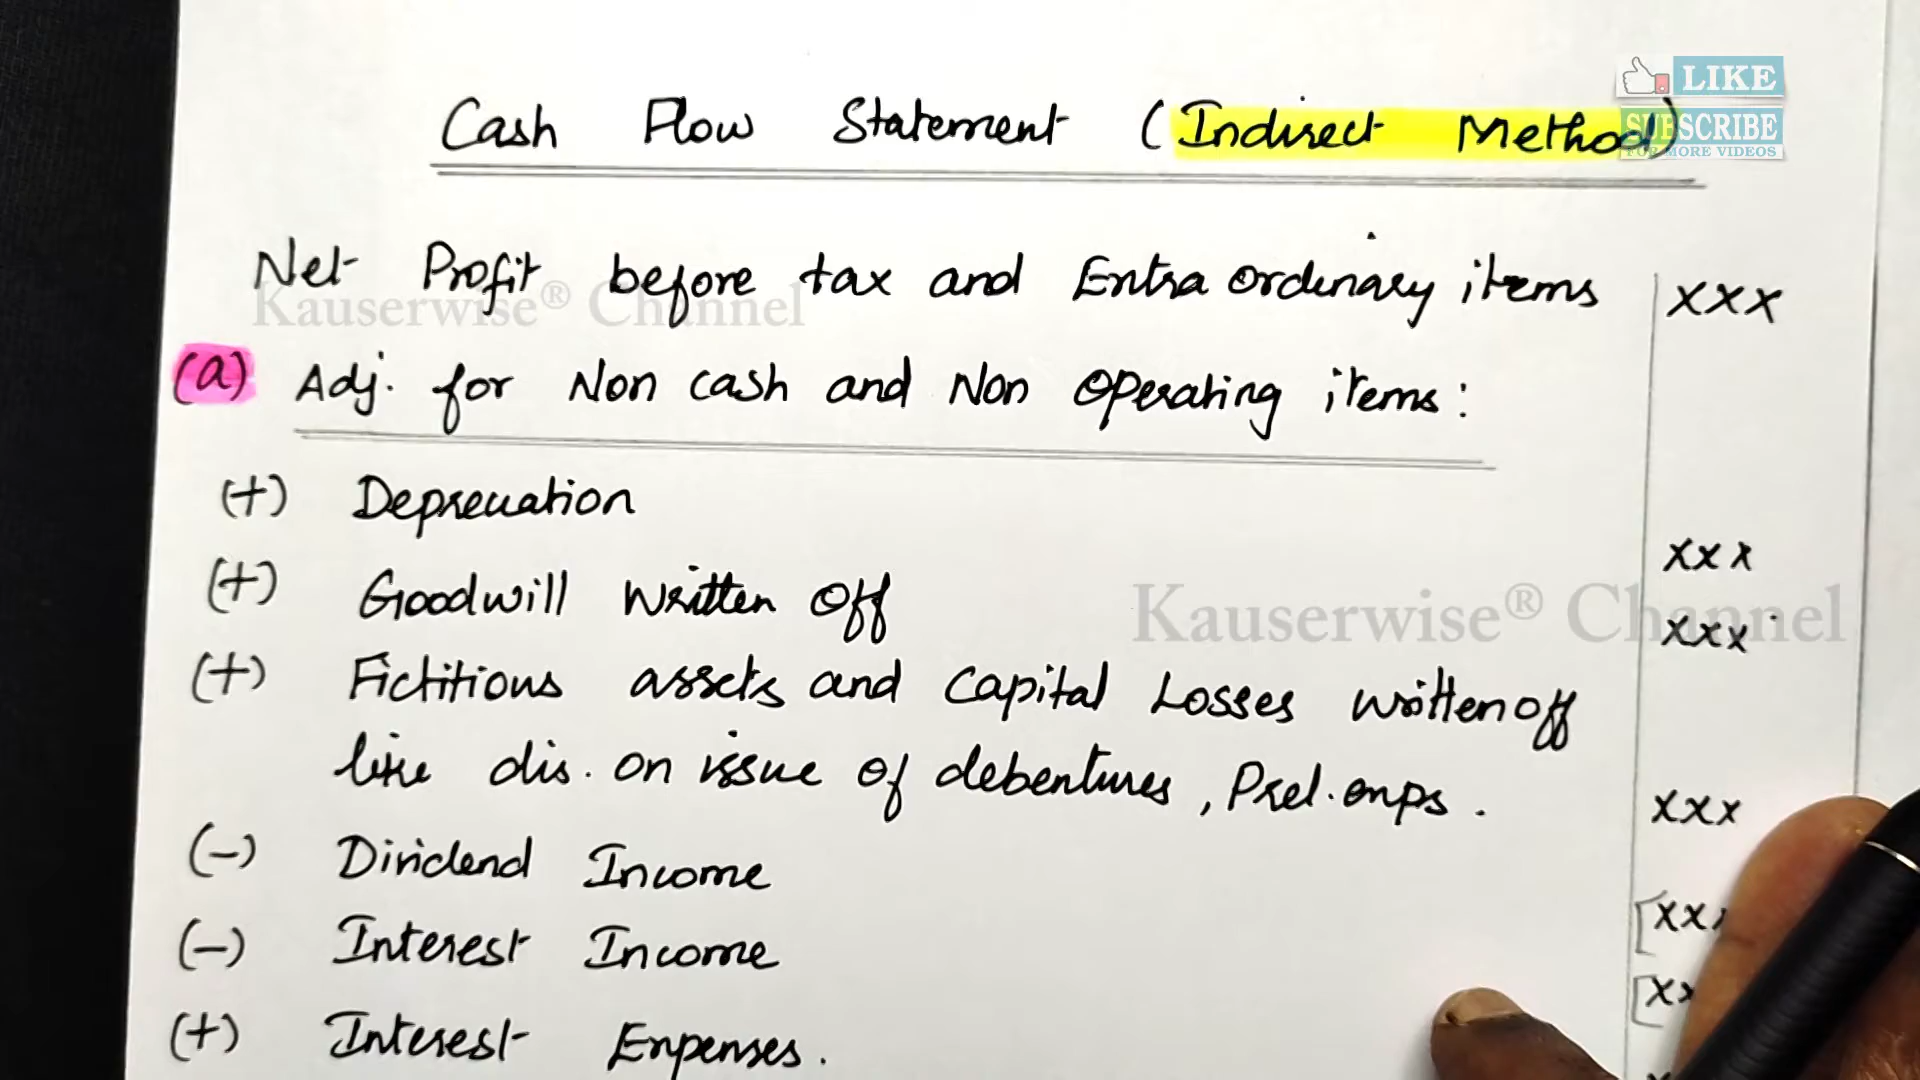 LIKE
SUBSCRIBE
FOR MORE VIDEOS
Cash Flow Statement (Indirect Method)
Net Profit before tax and Extra ordinary items XXX
Kauserwise® Channel
(a) Adj. for Non cash and Non Operating items:
(+) Depreciation XXX
(+) Goodwill Written Off XXX
Kauserwise® Channel
(+) Fictitious assets and Capital Losses written off
like dis. on issue of debentures, Prel. exps. XXX
(-) Dividend Income [XX
(-) Interest Income [XX
(+) Interest Expenses.